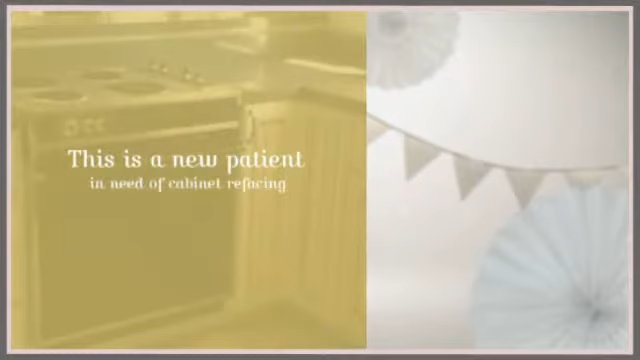 This is a new patient
in need of cabinet refacing